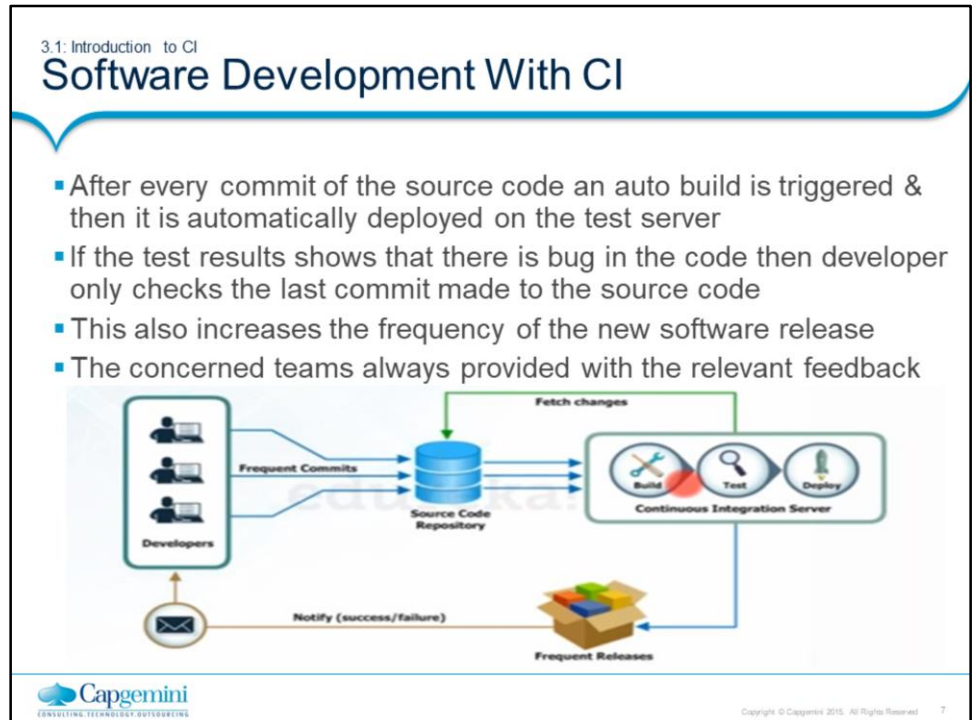 3.1: Introduction to CI
Software Development With CI
After every commit of the source code an auto build is triggered &
then it is automatically deployed on the test server
If the test results shows that there is bug in the code then developer
only checks the last commit made to the source code
This also increases the frequency of the new software release
The concerned teams always provided with the relevant feedback
Fetch changes
Frequent Commits
Build
Test
Deploy
Source Code
Repository
Continuous Integration Server
Developers
Notify (success/failure)
Frequent Releases
Capgemini
CONSULTING.TECHNOLOGY.OUTSOURCING
Copyright © Capgemini 2015. All Rights Reserved
7